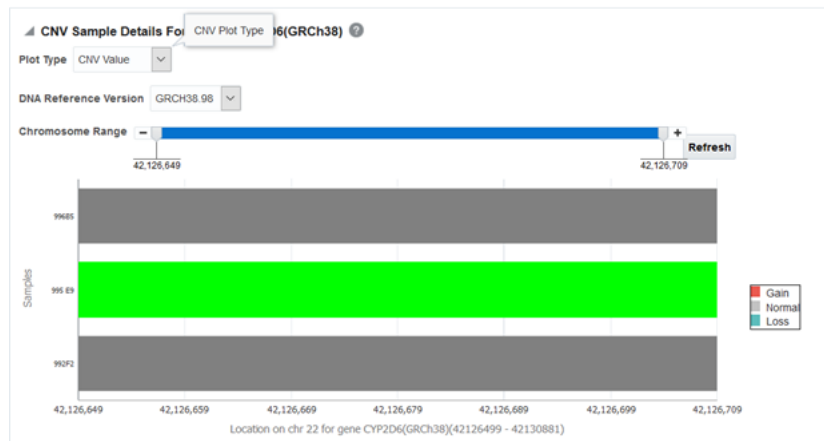 CNV Sample Details Fo
CNV Plot Type
6(GRCh38)
Plot Type CNV Value
DNA Reference Version GRCH38.98
Chromosome Range - +
Refresh
42,126,649 42,126,709
Samples
996B5
995 E9
992F2
Gain
Normal
Loss
42,126,649 42,126,659 42,126,669 42,126,679 42,126,689 42,126,699 42,126,709
Location on chr 22 for gene CYP2D6(GRCh38)(42126499 - 42130881)